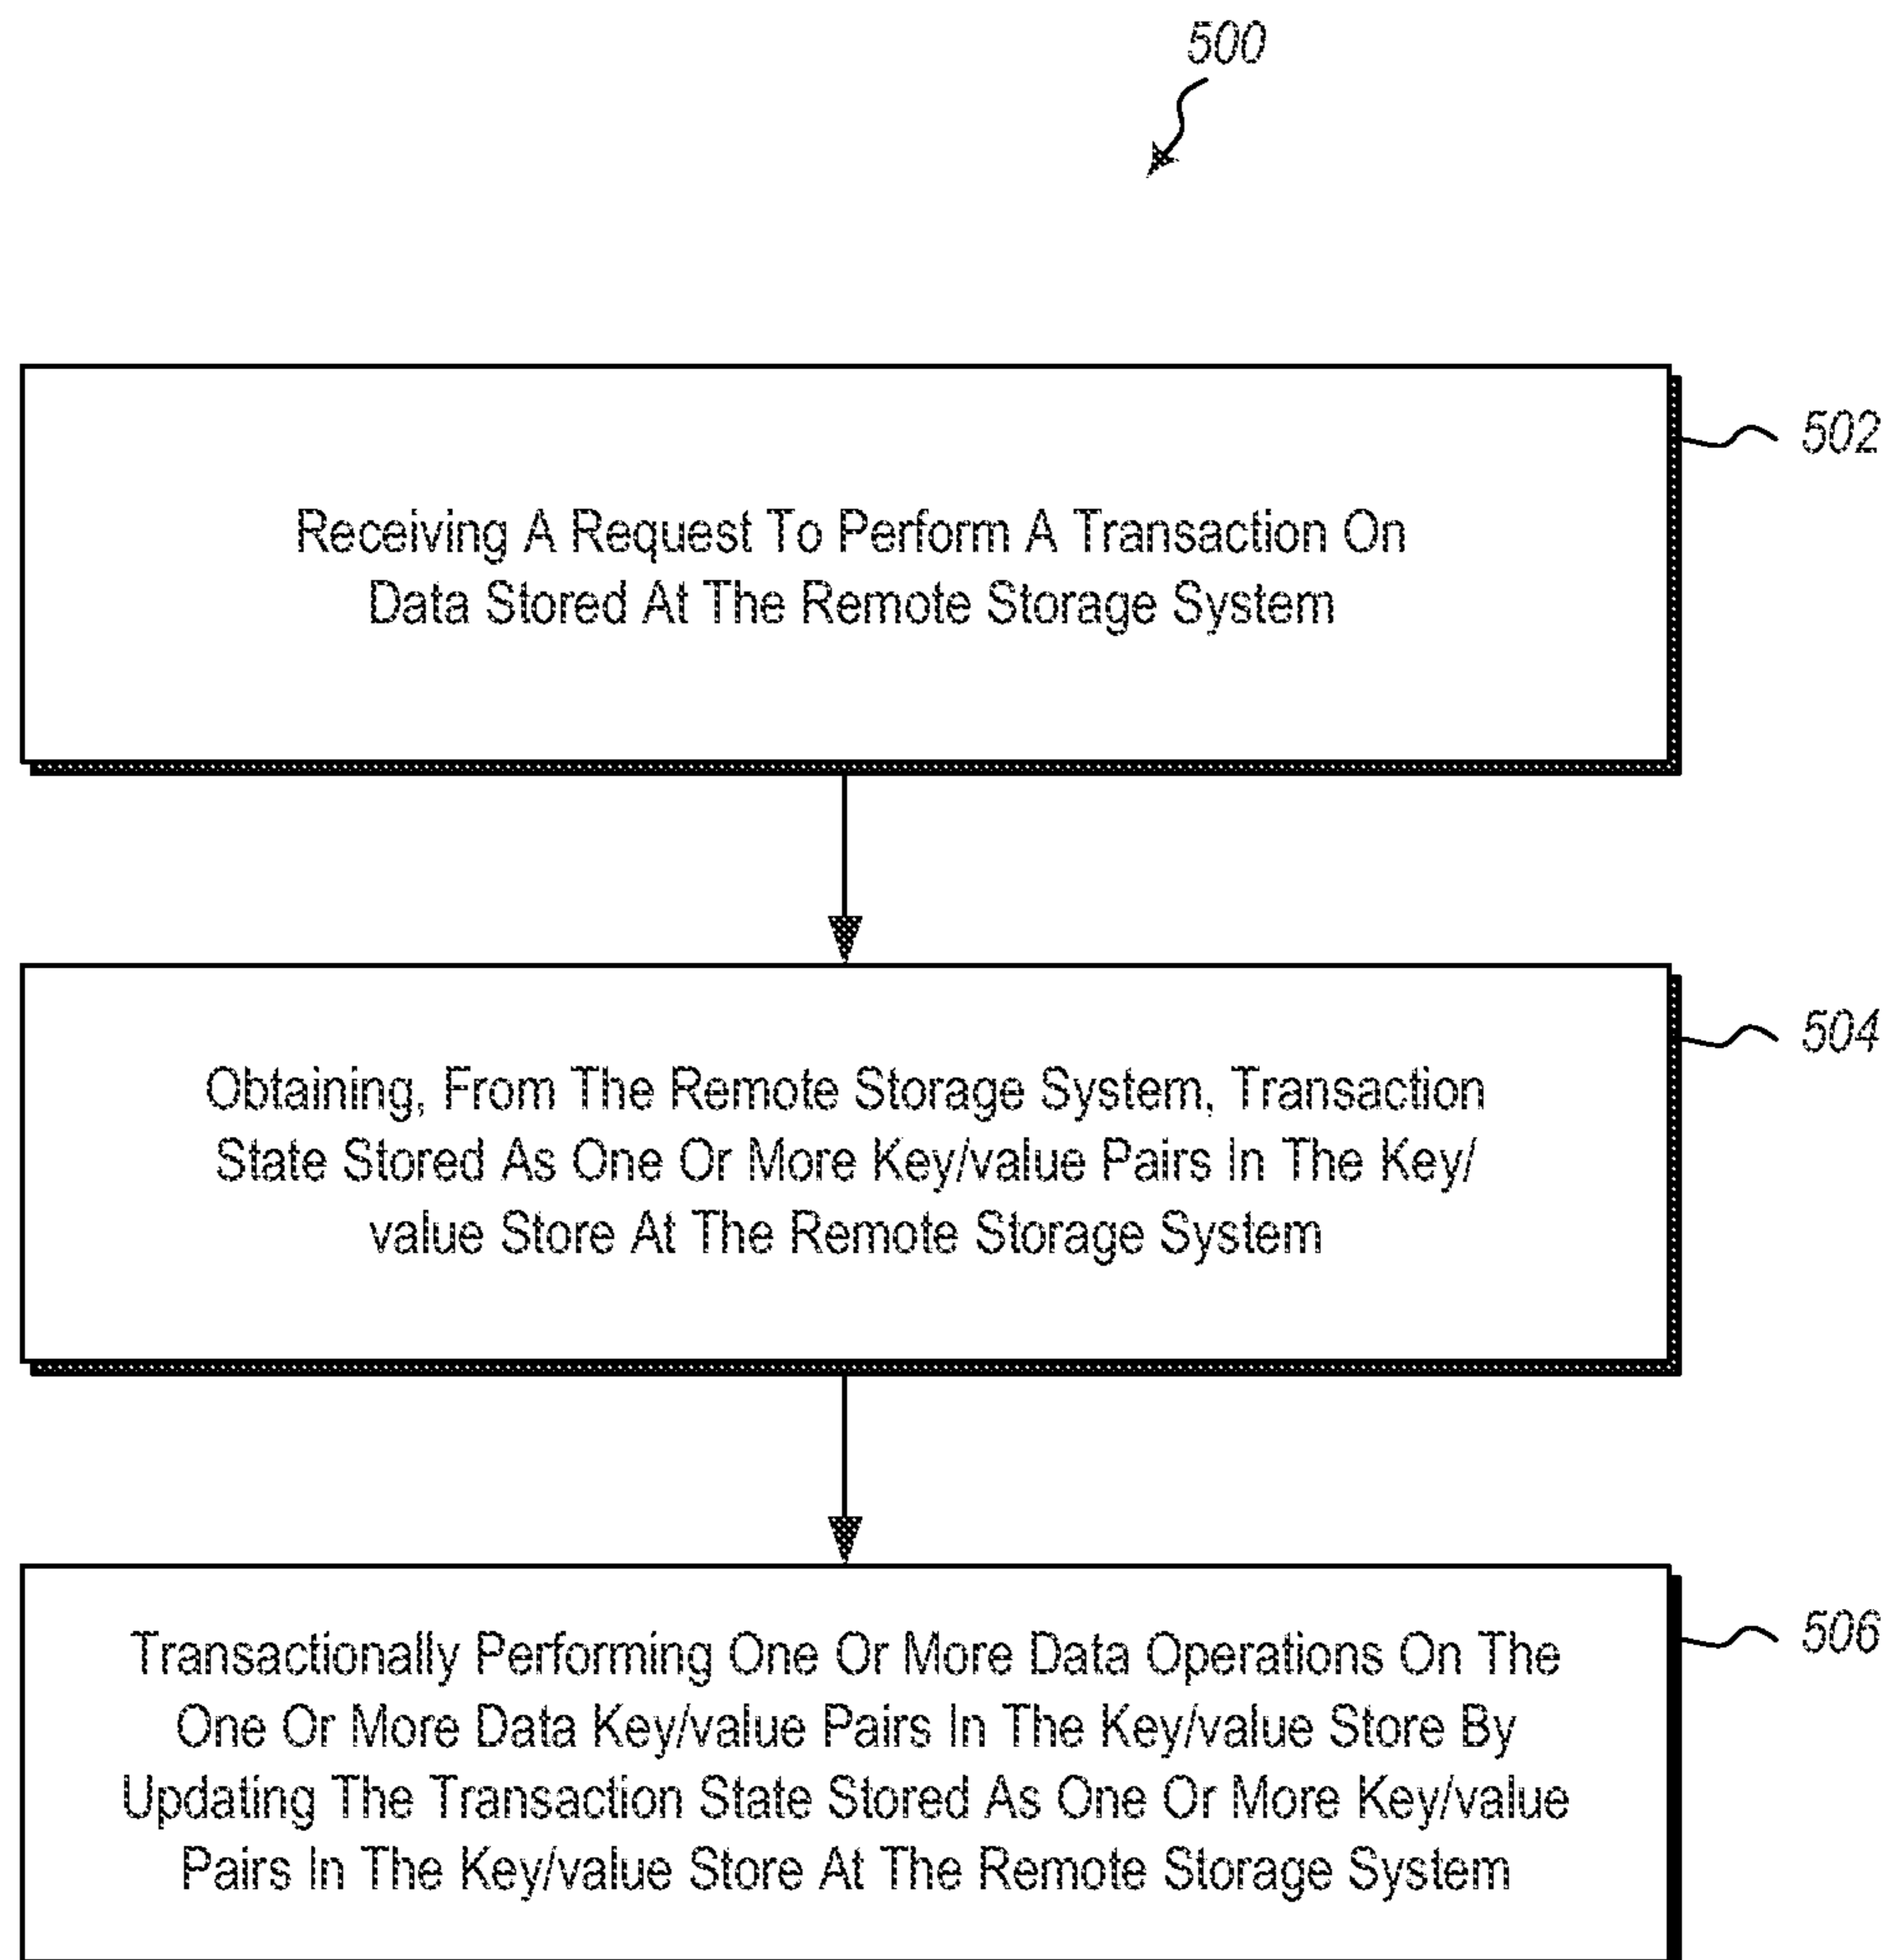 500
502
Receiving A Request To Perform A Transaction On
Data Stored At The Remote Storage System
504
Obtaining, From The Remote Storage System, Transaction
State Stored As One Or More Key/value Pairs In The Key/
value Store At The Remote Storage System
506
Transactionally Performing One Or More Data Operations On The
One Or More Data Key/value Pairs In The Key/value Store By
Updating The Transaction State Stored As One Or More Key/value
Pairs In The Key/value Store At The Remote Storage System